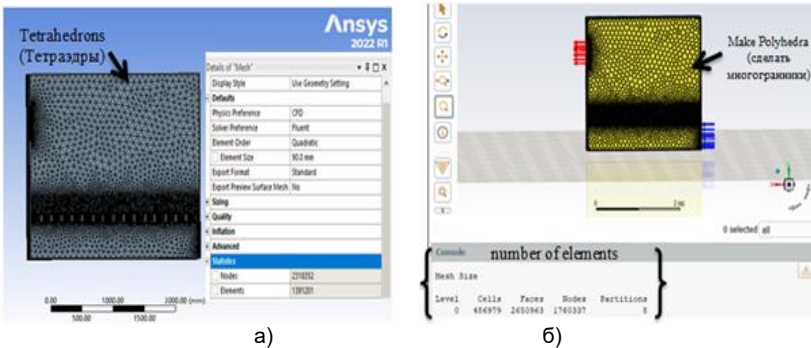 Ansys
2022 R1
Tetrahedrons
(Тетраэдры)
Details of "Mesh"
Display Style Use Geometry Setting
Defaults
Physics Preference CFD
Solver Preference Fluent
Element Order Quadratic
Element Size 90.0 mm
Export Format Standard
Export Preview Surface Mesh No
Sizing
Quality
Inflation
Advanced
Statistics
Nodes 2318352
Elements 1391201
0.00 1000.00 2000.00 (mm)
500.00 1500.00
а)
Make Polyhedra
(сделать
многогранники)
0 2 (m)
0 selected all
Console
number of elements
Mesh Size
Level Cells Faces Nodes Partitions
0 486979 2650963 1760337 8
б)